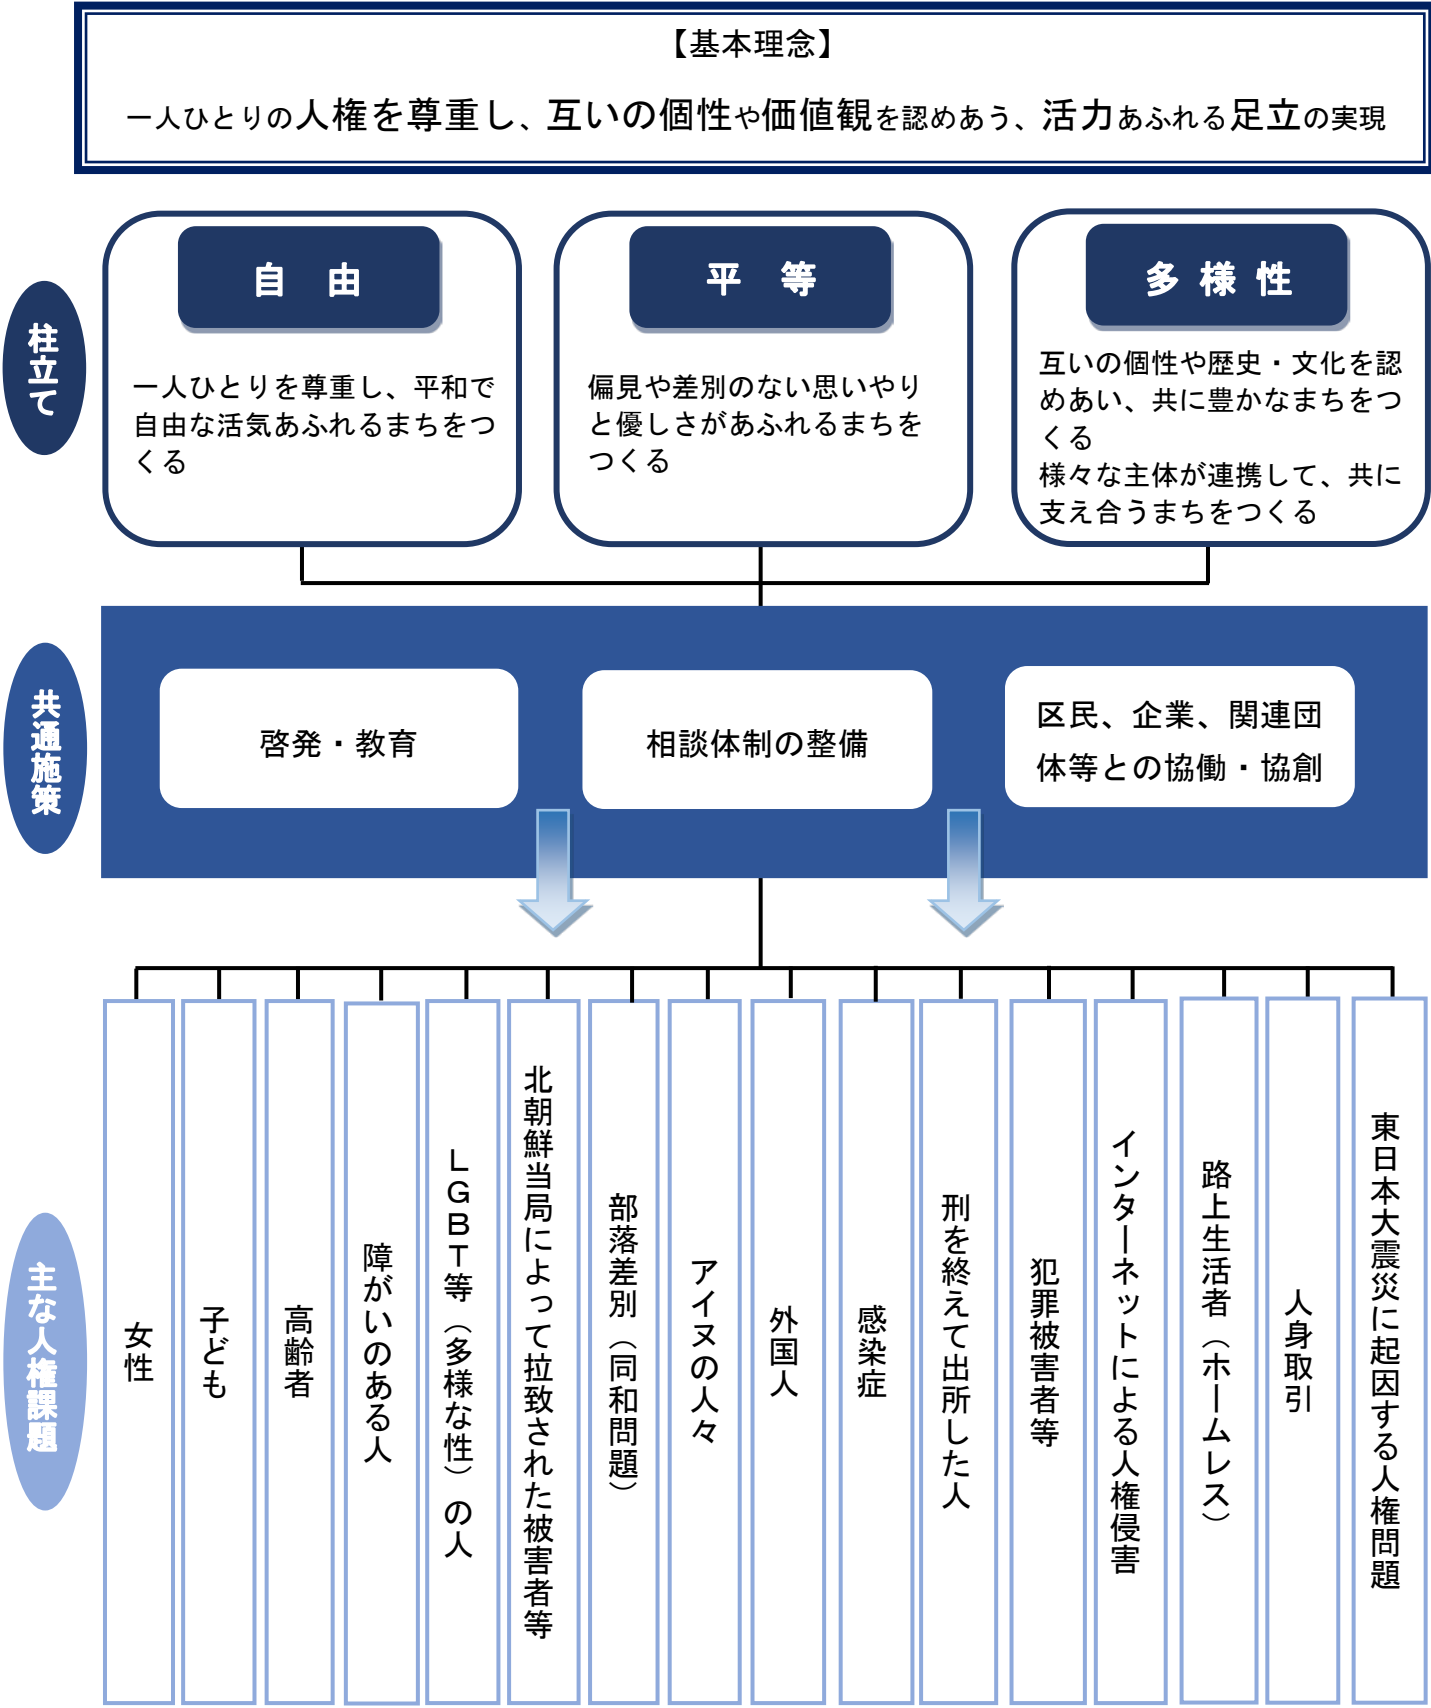 【基本理念】
一人ひとりの人権を尊重し、互いの個性や価値観を認めあう、活力あふれる足立の実現
柱立て
自　由
一人ひとりを尊重し、平和で
自由な活気あふれるまちをつ
くる
平　等
偏見や差別のない思いやり
と優しさがあふれるまちを
つくる
多 様 性
互いの個性や歴史・文化を認
めあい、共に豊かなまちをつ
くる
様々な主体が連携して、共に
支え合うまちをつくる
共通施策
啓発・教育
相談体制の整備
区民、企業、関連団
体等との協働・協創
主な人権課題
女性
子ども
高齢者
障がいのある人
ＬＧＢＴ等（多様な性）の人
北朝鮮当局によって拉致された被害者等
部落差別（同和問題）
アイヌの人々
外国人
感染症
刑を終えて出所した人
犯罪被害者等
インターネットによる人権侵害
路上生活者（ホームレス）
人身取引
東日本大震災に起因する人権問題